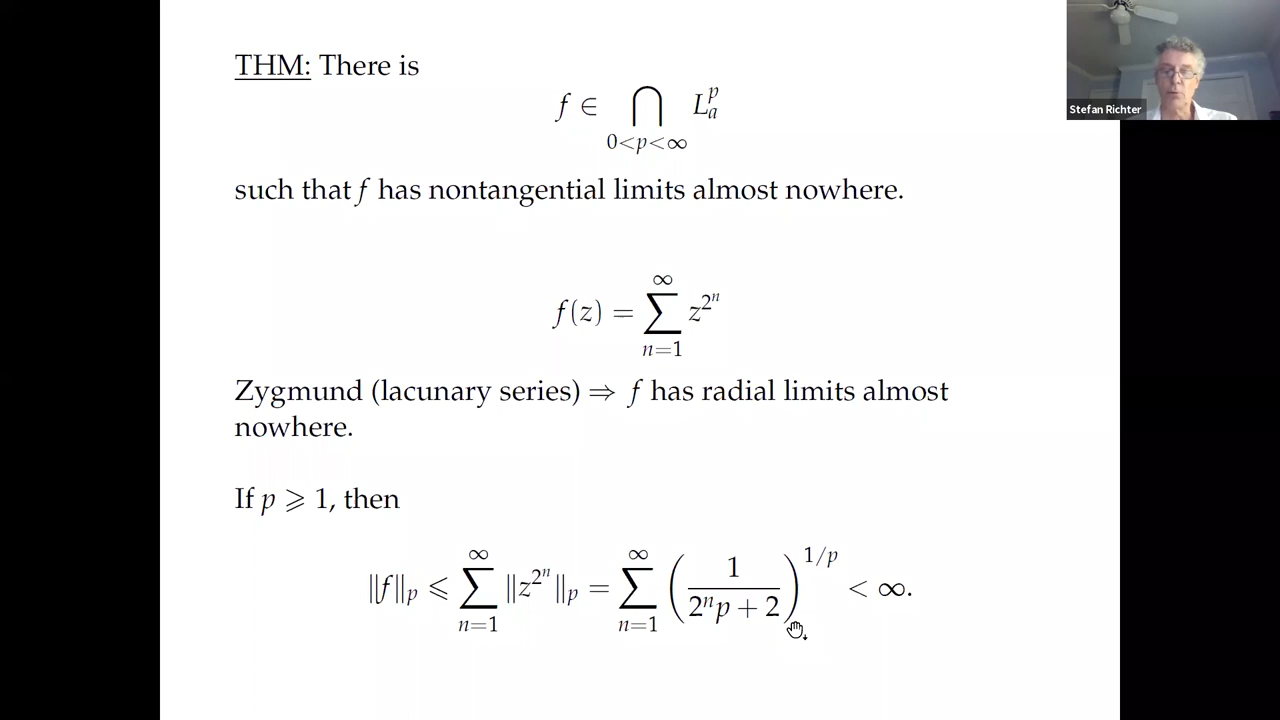 THM: There is
f ∈ ⋂ L_a^p
0<p<∞
such that f has nontangential limits almost nowhere.
f(z) = ∑_{n=1}^{∞} z^{2^n}
Zygmund (lacunary series) ⇒ f has radial limits almost
nowhere.
If p ⩾ 1, then
‖f‖_p ⩽ ∑_{n=1}^{∞} ‖z^{2^n}‖_p = ∑_{n=1}^{∞} (1/(2^n p + 2))^{1/p} < ∞.
Stefan Richter